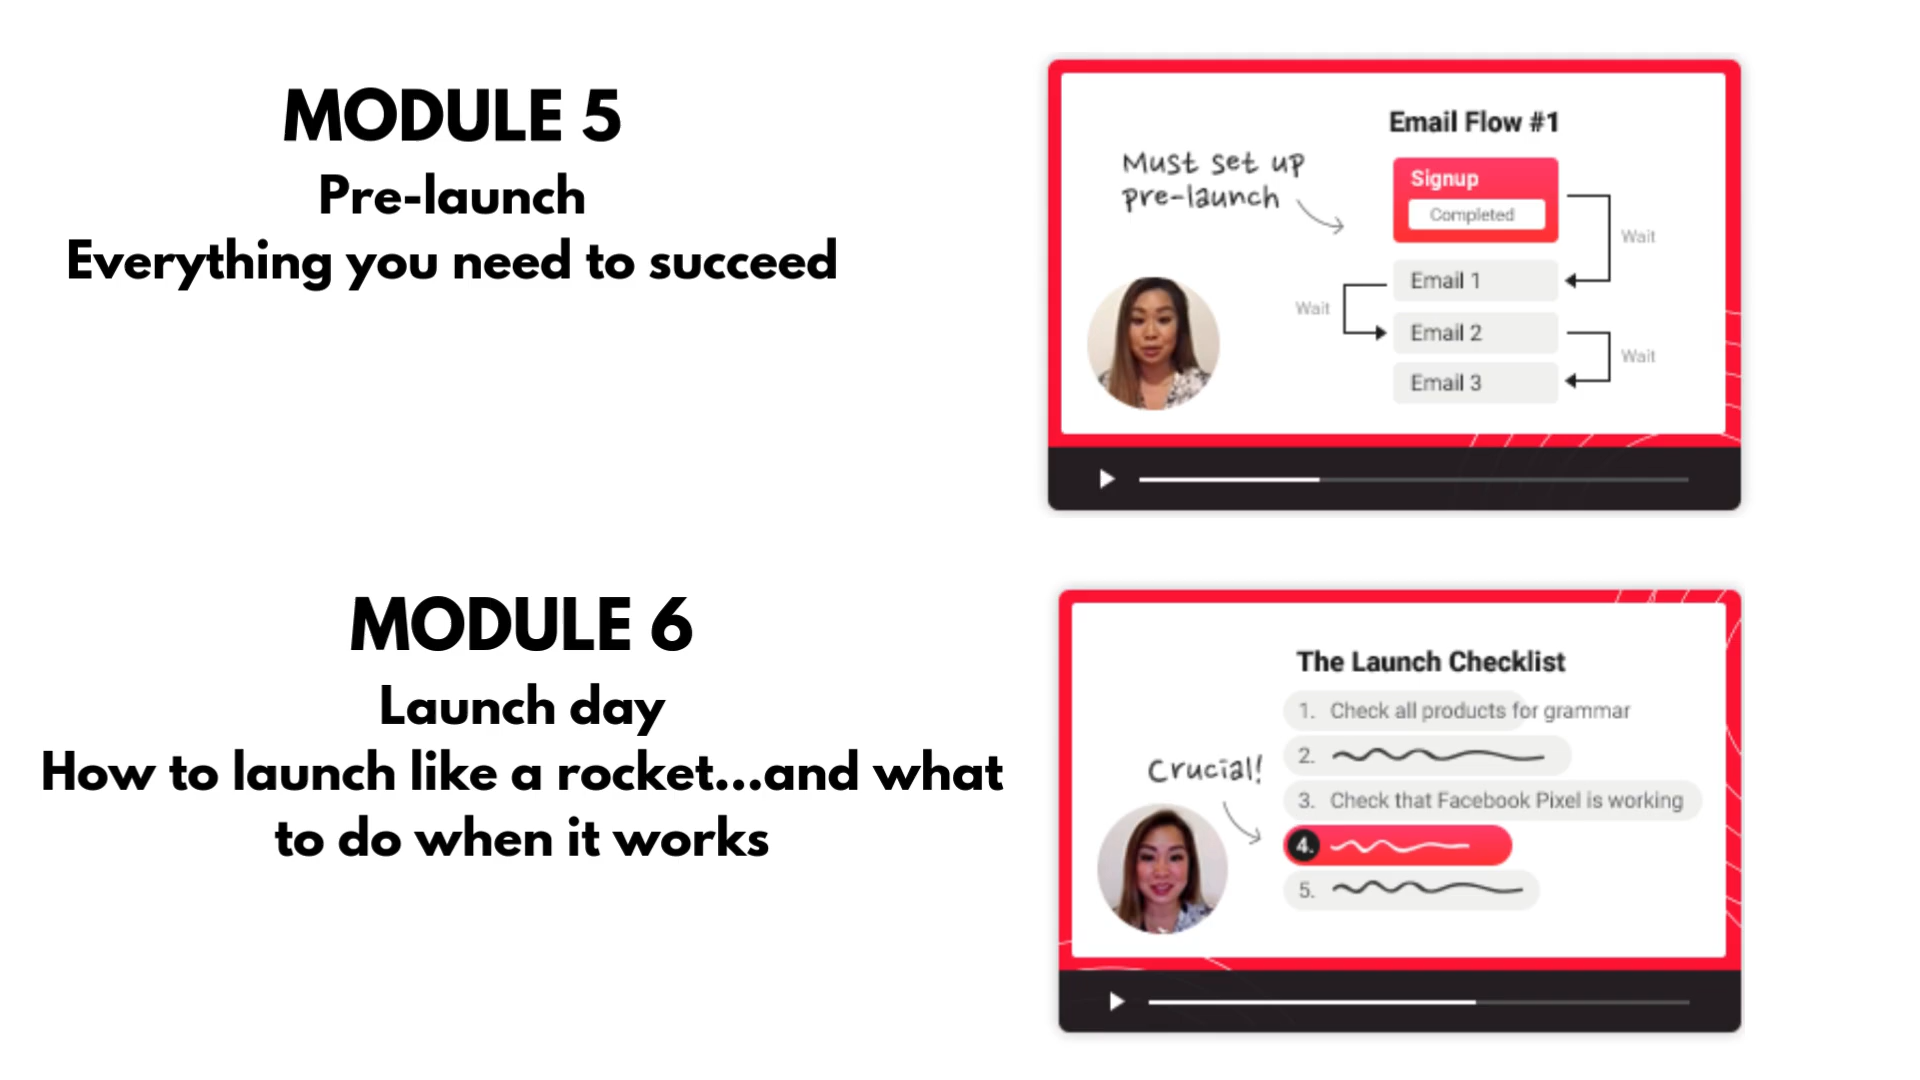 MODULE 5
Pre-launch
Everything you need to succeed
Email Flow #1
Must set up
pre-launch
Signup
Completed
Wait
Email 1
Wait
Email 2
Wait
Email 3
MODULE 6
Launch day
How to launch like a rocket...and what
to do when it works
The Launch Checklist
1. Check all products for grammar
2.
Crucial!
3. Check that Facebook Pixel is working
4.
5.